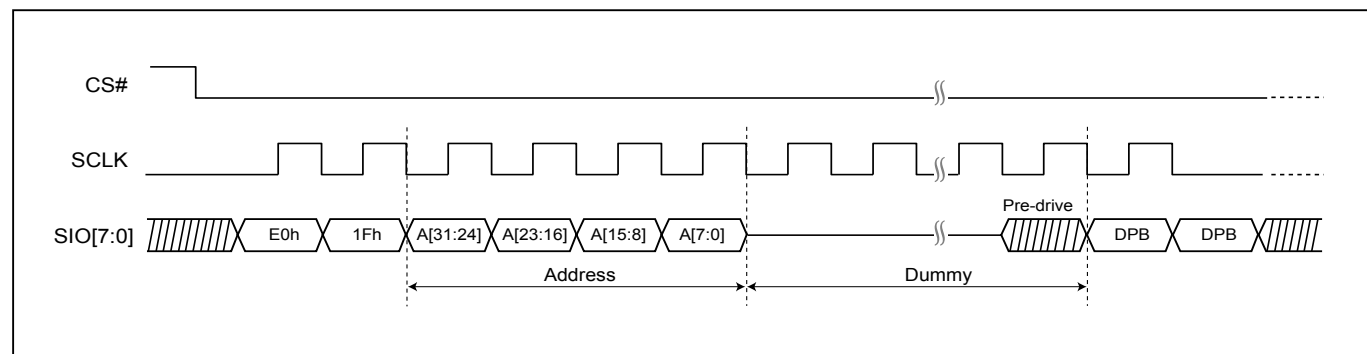 CS#
SCLK
Pre-drive
SIO[7:0] E0h 1Fh A[31:24] A[23:16] A[15:8] A[7:0] DPB DPB
Address Dummy